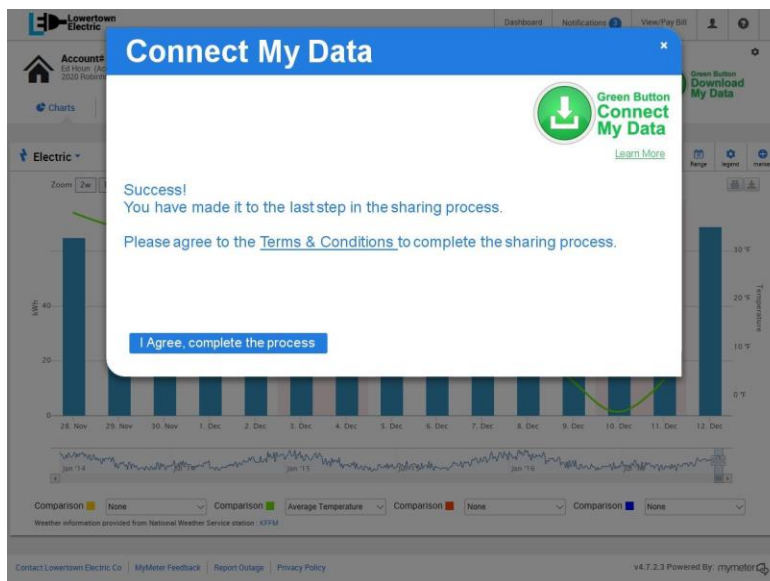 Lowertown
Electric
Dashboard
Notifications 3
View/Pay Bill
Account#
Ed Houn (Ac
2020 Robinh
Green Button
Download
My Data
Charts
Connect My Data
×
Green Button
Connect
My Data
Learn More
Success!
You have made it to the last step in the sharing process.
Please agree to the Terms & Conditions to complete the sharing process.
I Agree, complete the process
Electric
Range
legend
Zoom 2w
kWh
40
20
0
30 °F
20 °F
10 °F
0 °F
Temperature
28. Nov 29. Nov 30. Nov 1. Dec 2. Dec 3. Dec 4. Dec 5. Dec 6. Dec 7. Dec 8. Dec 9. Dec 10. Dec 11. Dec 12. Dec
Jan '14 Jan '15 Jan '16
Comparison None Comparison Average Temperature Comparison None Comparison None
Weather information provided from National Weather Service station : KFFM
Contact Lowertown Electric Co MyMeter Feedback Report Outage Privacy Policy
v4.7.2.3 Powered By: mymeter